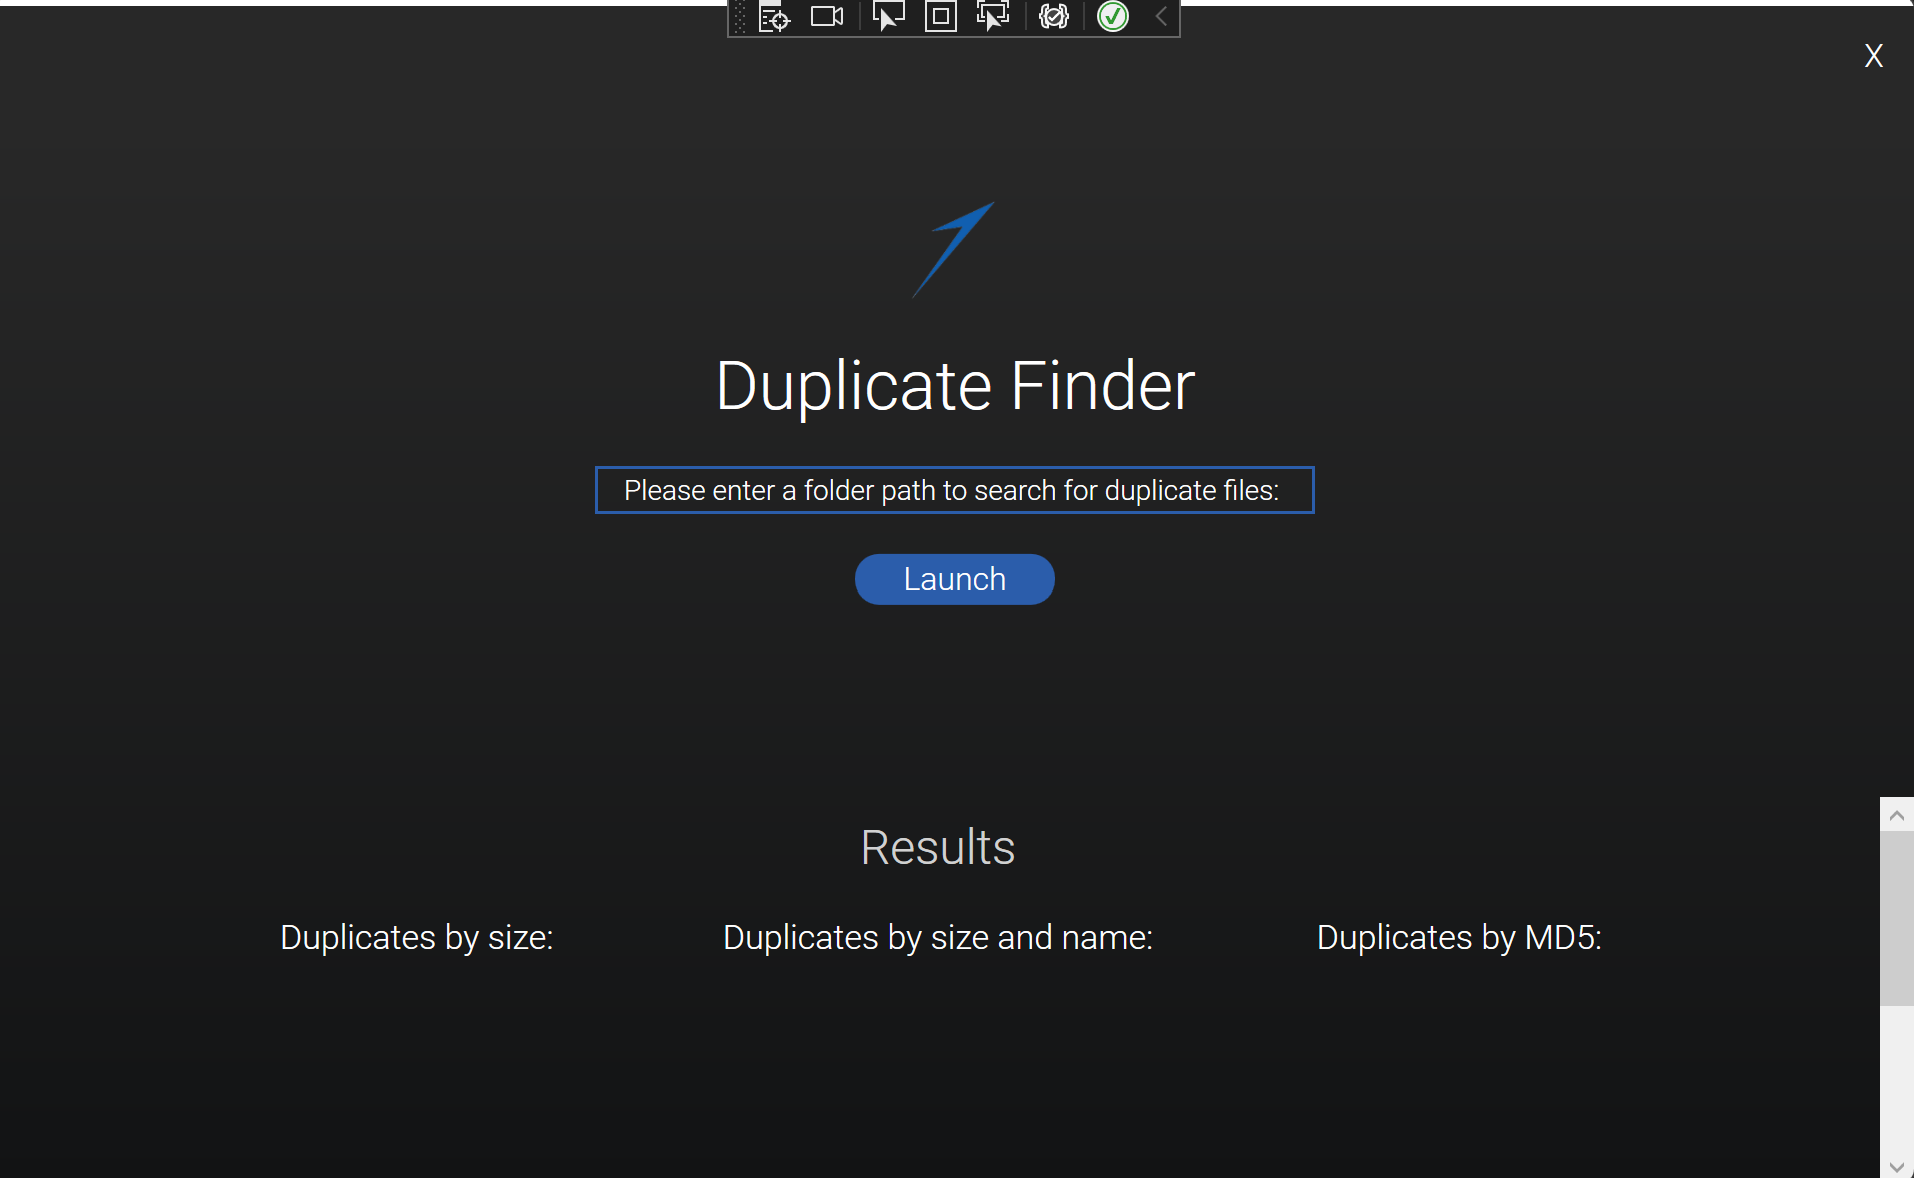 X
Duplicate Finder
Please enter a folder path to search for duplicate files:
Launch
Results
Duplicates by size:
Duplicates by size and name:
Duplicates by MD5: